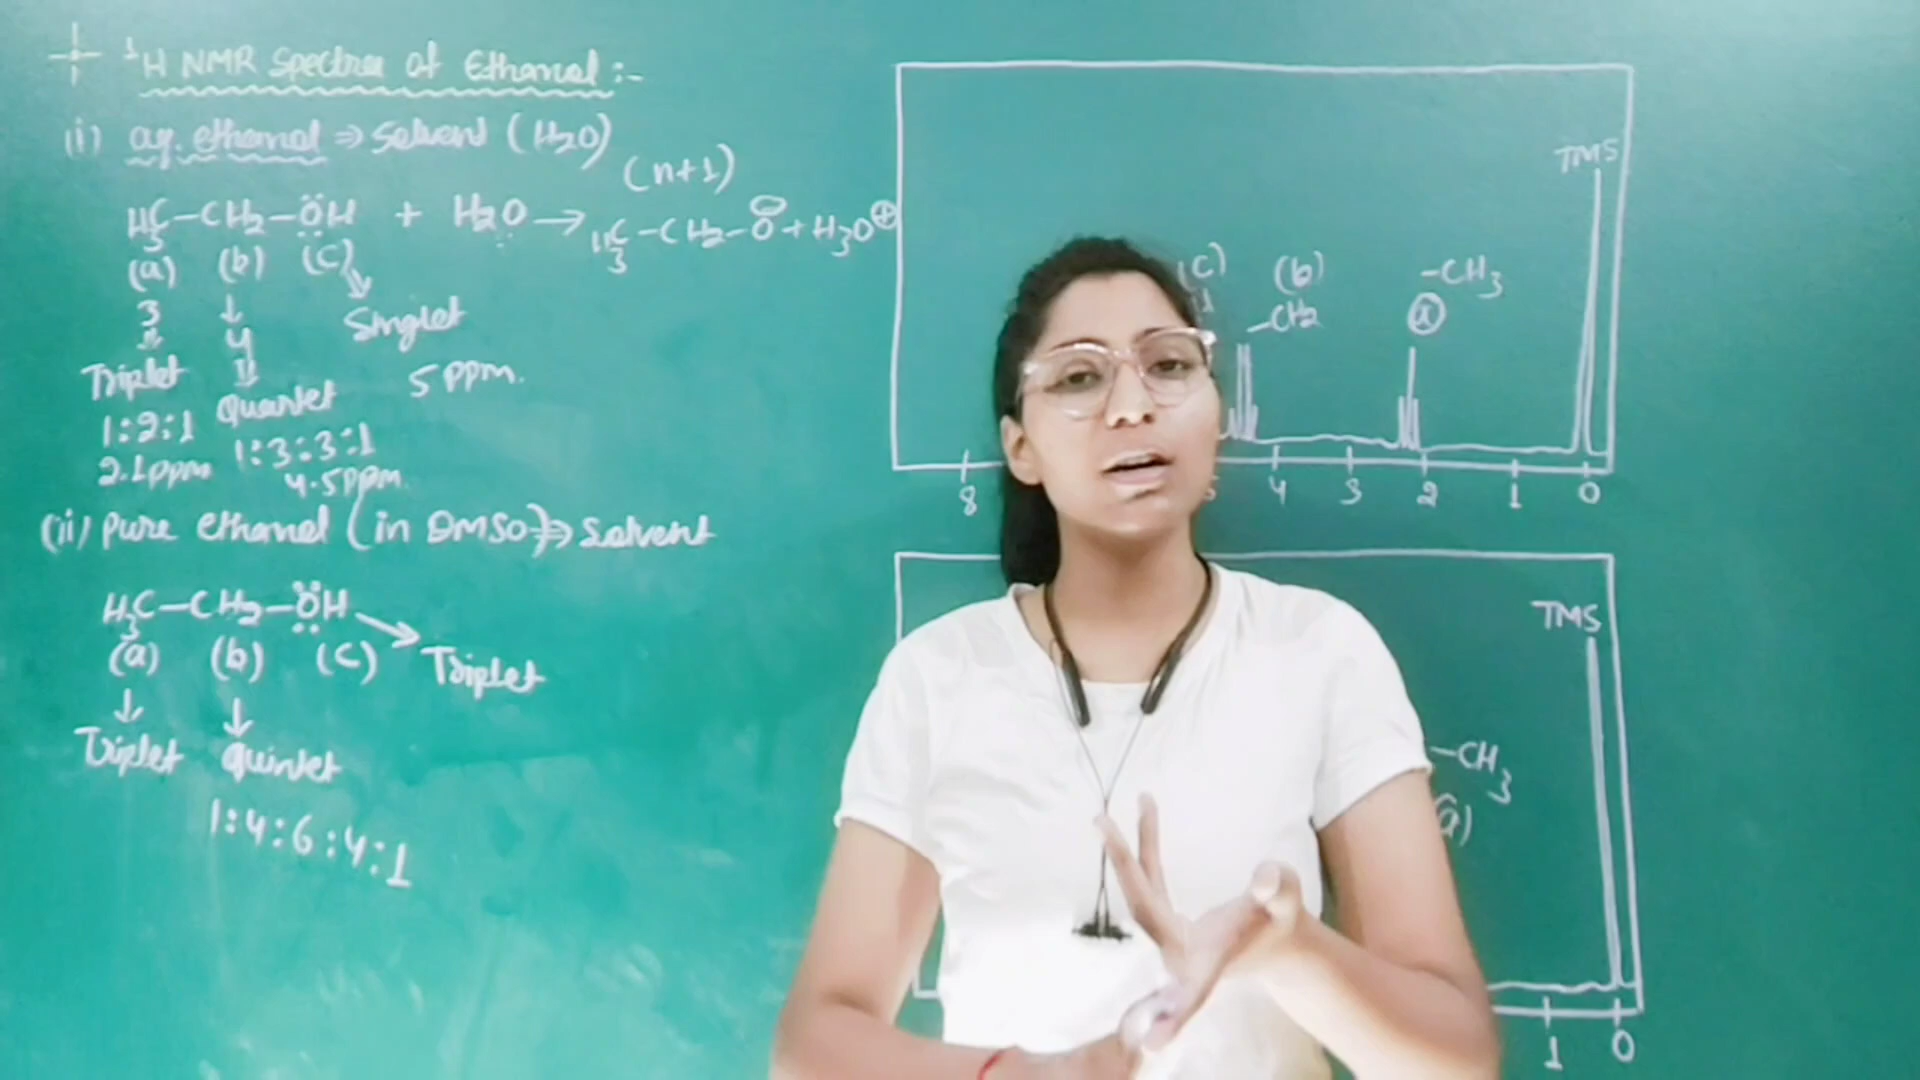 ¹H NMR Spectra of Ethanol :-
(i) aq. ethanol ⇒ Solvent (H₂O)
(n+1)
H₃C-CH₂-ÖH + H₂O → H₃C-CH₂-O⊖ + H₃O⊕
(a) (b) (C)
3 ↓ Singlet
4
Triplet Quartet 5 ppm.
1:2:1 1:3:3:1
2.1ppm 4.5ppm.
(ii) Pure ethanol (in DMSO) ⇒ Solvent
H₃C-CH₂-ÖH
(a) (b) (C) → Triplet
↓ ↓
Triplet quintet
1:4:6:4:1
TMS
(C) (b) -CH₃
-CH₂ (a)
8 5 4 3 2 1 0
TMS
-CH₃
(a)
1 0